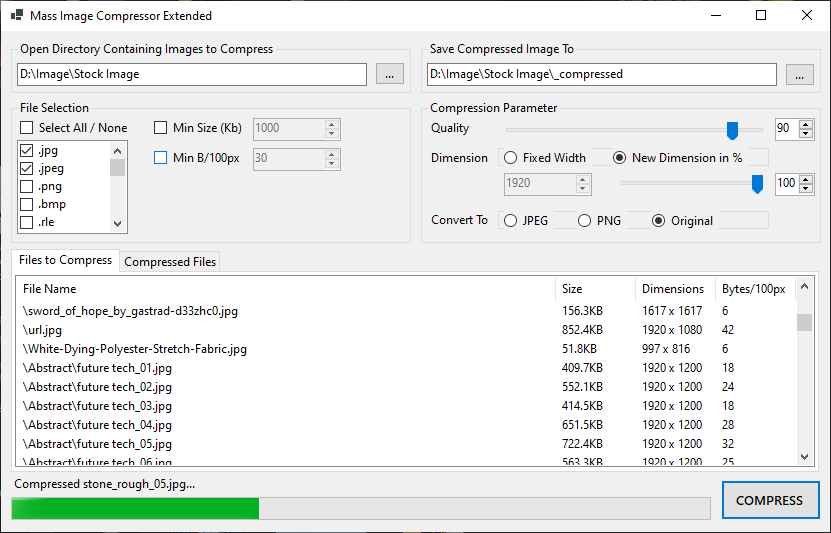 Mass Image Compressor Extended
Open Directory Containing Images to Compress
D:\Image\Stock Image
...
Save Compressed Image To
D:\Image\Stock Image\_compressed
...
File Selection
Select All / None
.jpg
.jpeg
.png
.bmp
.rle
Min Size (Kb)
1000
Min B/100px
30
Compression Parameter
Quality
90
Dimension
Fixed Width
New Dimension in %
1920
100
Convert To
JPEG
PNG
Original
Files to Compress
Compressed Files
File Name Size Dimensions Bytes/100px
\sword_of_hope_by_gastrad-d33zhc0.jpg 156.3KB 1617 x 1617 6
\url.jpg 852.4KB 1920 x 1080 42
\White-Dying-Polyester-Stretch-Fabric.jpg 51.8KB 997 x 816 6
\Abstract\future tech_01.jpg 409.7KB 1920 x 1200 18
\Abstract\future tech_02.jpg 552.1KB 1920 x 1200 24
\Abstract\future tech_03.jpg 414.5KB 1920 x 1200 18
\Abstract\future tech_04.jpg 651.5KB 1920 x 1200 28
\Abstract\future tech_05.jpg 722.4KB 1920 x 1200 32
\Abstract\future tech_06.jpg 563.3KB 1920 x 1200 25
Compressed stone_rough_05.jpg...
COMPRESS